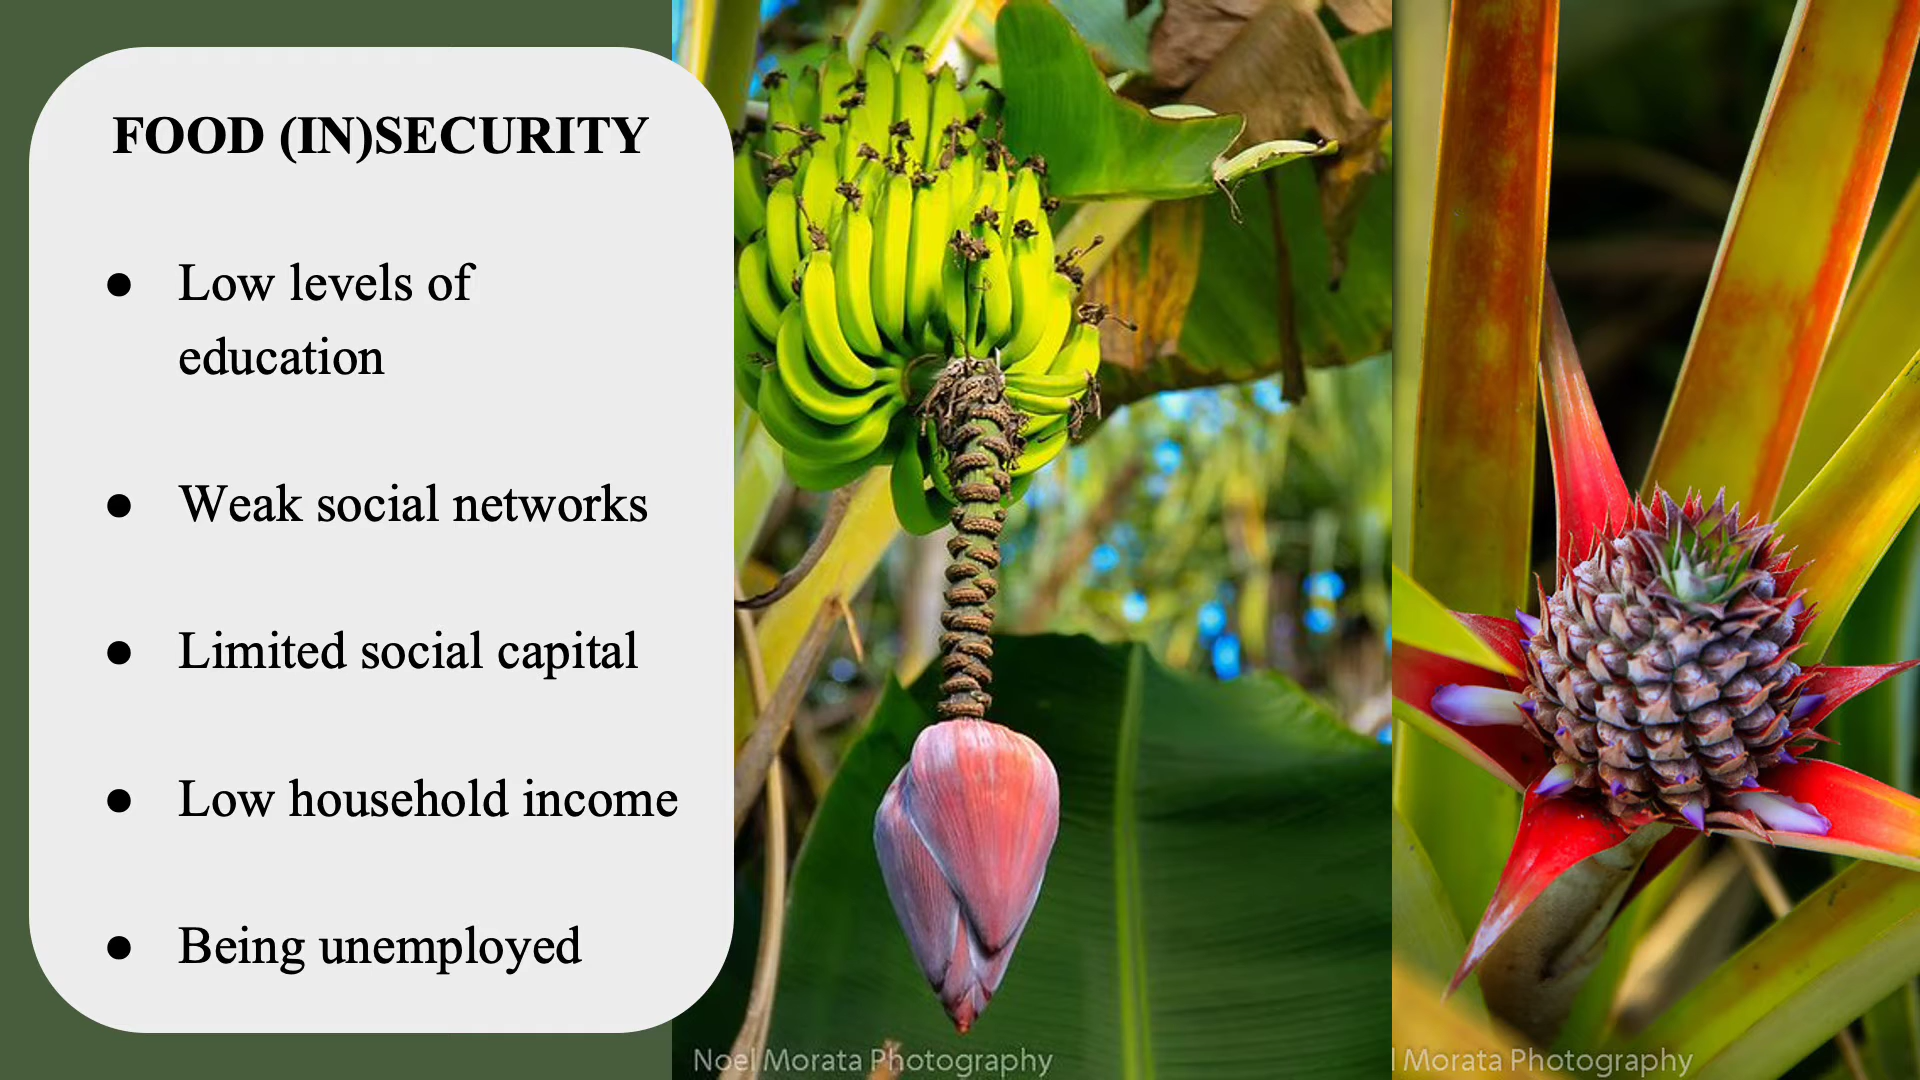 FOOD (IN)SECURITY
● Low levels of
education
● Weak social networks
● Limited social capital
● Low household income
● Being unemployed
Noel Morata Photography
l Morata Photography